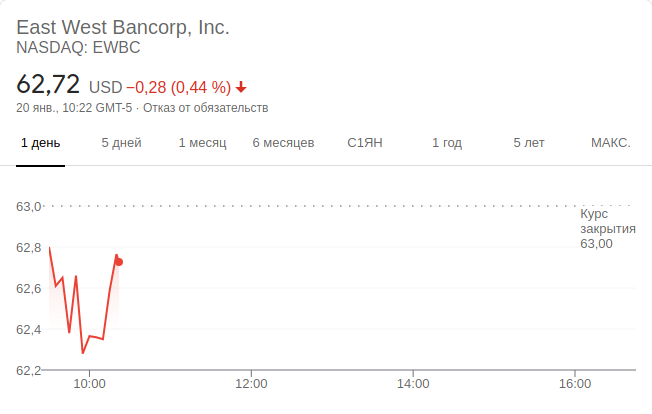 East West Bancorp, Inc.
NASDAQ: EWBC
62,72 USD −0,28 (0,44 %)
20 янв., 10:22 GMT-5 · Отказ от обязательств
1 день 5 дней 1 месяц 6 месяцев С1ЯН 1 год 5 лет МАКС.
63,0
Курс
закрытия
63,00
62,8
62,6
62,4
62,2
10:00 12:00 14:00 16:00